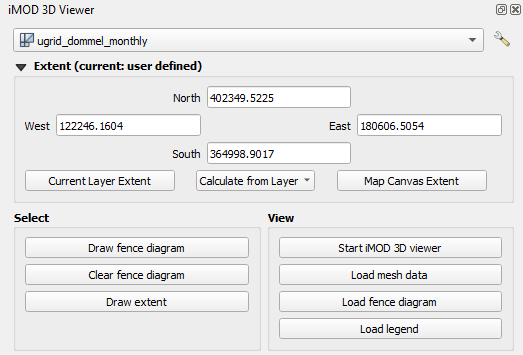 iMOD 3D Viewer
ugrid_dommel_monthly
Extent (current: user defined)
North 402349.5225
West 122246.1604 East 180606.5054
South 364998.9017
Current Layer Extent Calculate from Layer Map Canvas Extent
Select View
Draw fence diagram Start iMOD 3D viewer
Clear fence diagram Load mesh data
Draw extent Load fence diagram
Load legend